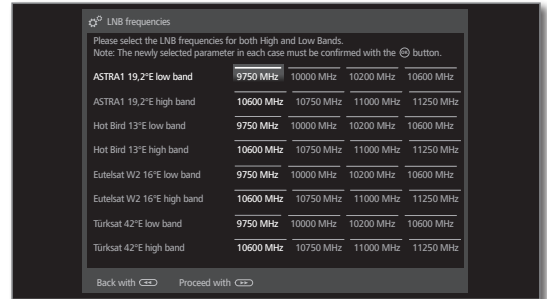 LNB frequencies
Please select the LNB frequencies for both High and Low Bands.
Note: The newly selected parameter in each case must be confirmed with the OK button.
ASTRA1 19,2°E low band 9750 MHz 10000 MHz 10200 MHz 10600 MHz
ASTRA1 19,2°E high band 10600 MHz 10750 MHz 11000 MHz 11250 MHz
Hot Bird 13°E low band 9750 MHz 10000 MHz 10200 MHz 10600 MHz
Hot Bird 13°E high band 10600 MHz 10750 MHz 11000 MHz 11250 MHz
Eutelsat W2 16°E low band 9750 MHz 10000 MHz 10200 MHz 10600 MHz
Eutelsat W2 16°E high band 10600 MHz 10750 MHz 11000 MHz 11250 MHz
Türksat 42°E low band 9750 MHz 10000 MHz 10200 MHz 10600 MHz
Türksat 42°E high band 10600 MHz 10750 MHz 11000 MHz 11250 MHz
Back with Proceed with